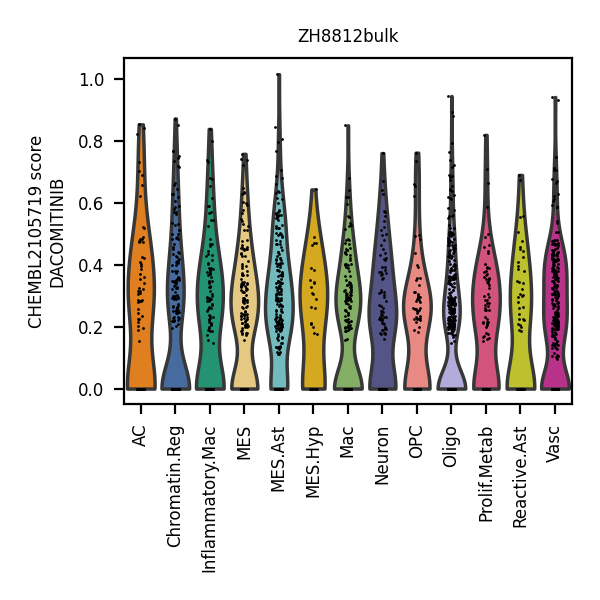 ZH8812bulk
CHEMBL2105719 score
DACOMITINIB
1.0
0.8
0.6
0.4
0.2
0.0
AC
Chromatin.Reg
Inflammatory.Mac
MES
MES.Ast
MES.Hyp
Mac
Neuron
OPC
Oligo
Prolif.Metab
Reactive.Ast
Vasc